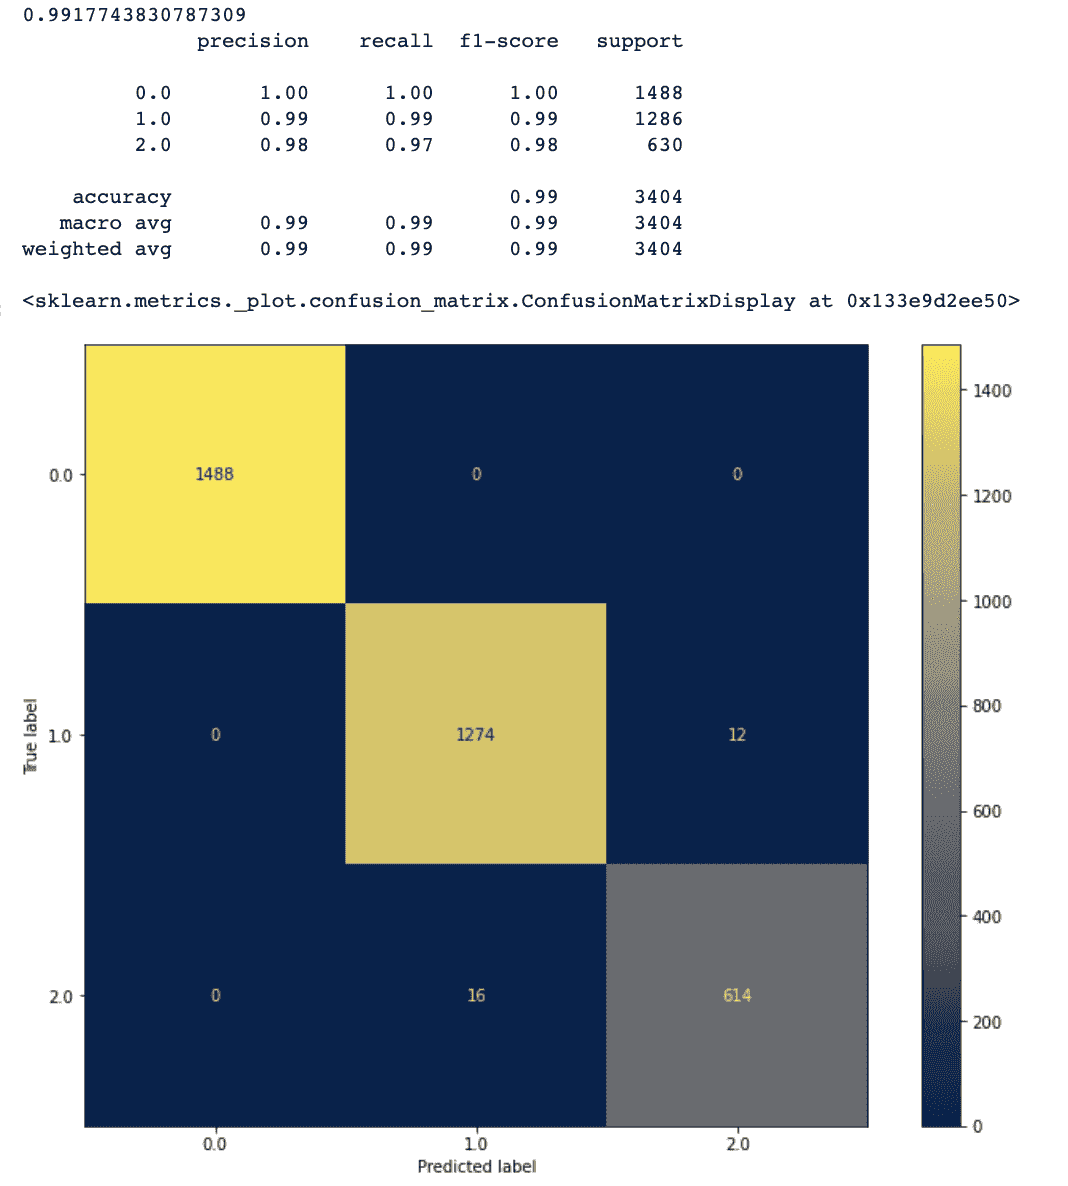 0.9917743830787309
precision recall f1-score support
0.0 1.00 1.00 1.00 1488
1.0 0.99 0.99 0.99 1286
2.0 0.98 0.97 0.98 630
accuracy 0.99 3404
macro avg 0.99 0.99 0.99 3404
weighted avg 0.99 0.99 0.99 3404
<sklearn.metrics._plot.confusion_matrix.ConfusionMatrixDisplay at 0x133e9d2ee50>
1400
0.0 1488 0 0
1200
1000
800
True label
1.0 0 1274 12
600
400
2.0 0 16 614
200
0
0.0 1.0 2.0
Predicted label